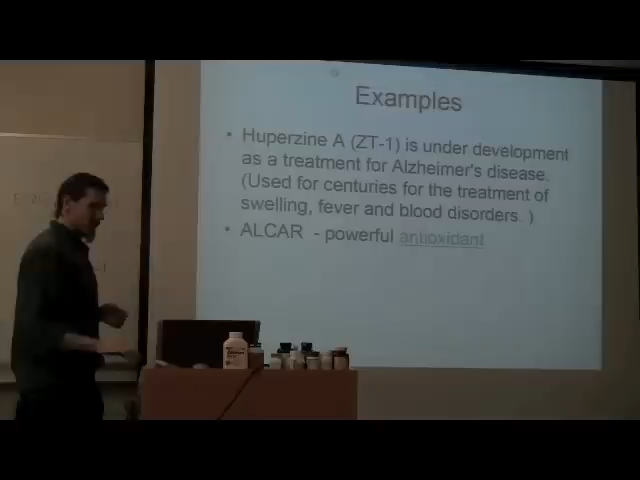 Examples
• Huperzine A (ZT-1) is under development
as a treatment for Alzheimer's disease.
(Used for centuries for the treatment of
swelling, fever and blood disorders. )
• ALCAR - powerful antioxidant